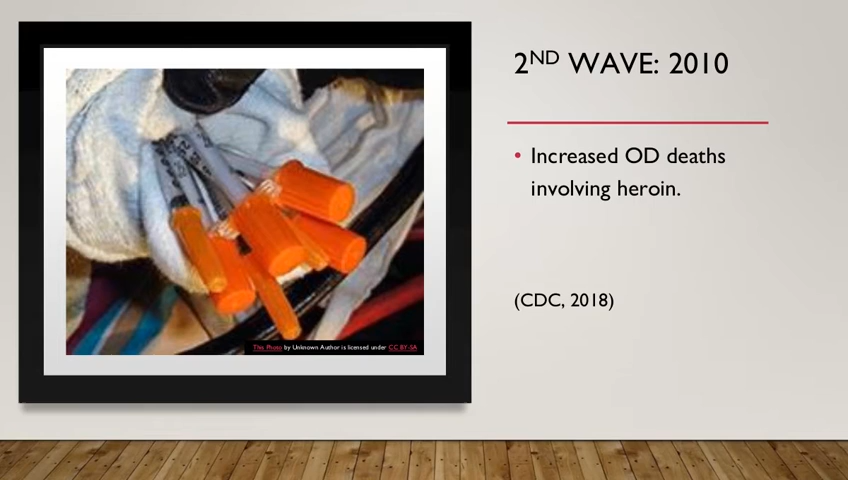 2ND WAVE: 2010
• Increased OD deaths
involving heroin.
(CDC, 2018)
This Photo by Unknown Author is licensed under CC BY-SA